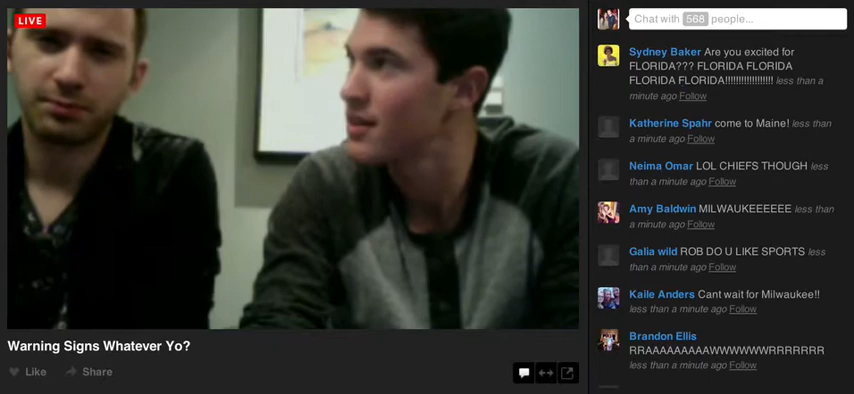 LIVE
Warning Signs Whatever Yo?
Like
Share
Chat with 568 people...
Sydney Baker Are you excited for
FLORIDA??? FLORIDA FLORIDA
FLORIDA FLORIDA!!!!!!!!!!!!!!!!!!! less than a
minute ago Follow
Katherine Spahr come to Maine! less than
a minute ago Follow
Neima Omar LOL CHIEFS THOUGH less
than a minute ago Follow
Amy Baldwin MILWAUKEEEEEE less than
a minute ago Follow
Galia wild ROB DO U LIKE SPORTS less
than a minute ago Follow
Kaile Anders Cant wait for Milwaukee!!
less than a minute ago Follow
Brandon Ellis
RRAAAAAAAAAWWWWWWRRRRRRR
less than a minute ago Follow